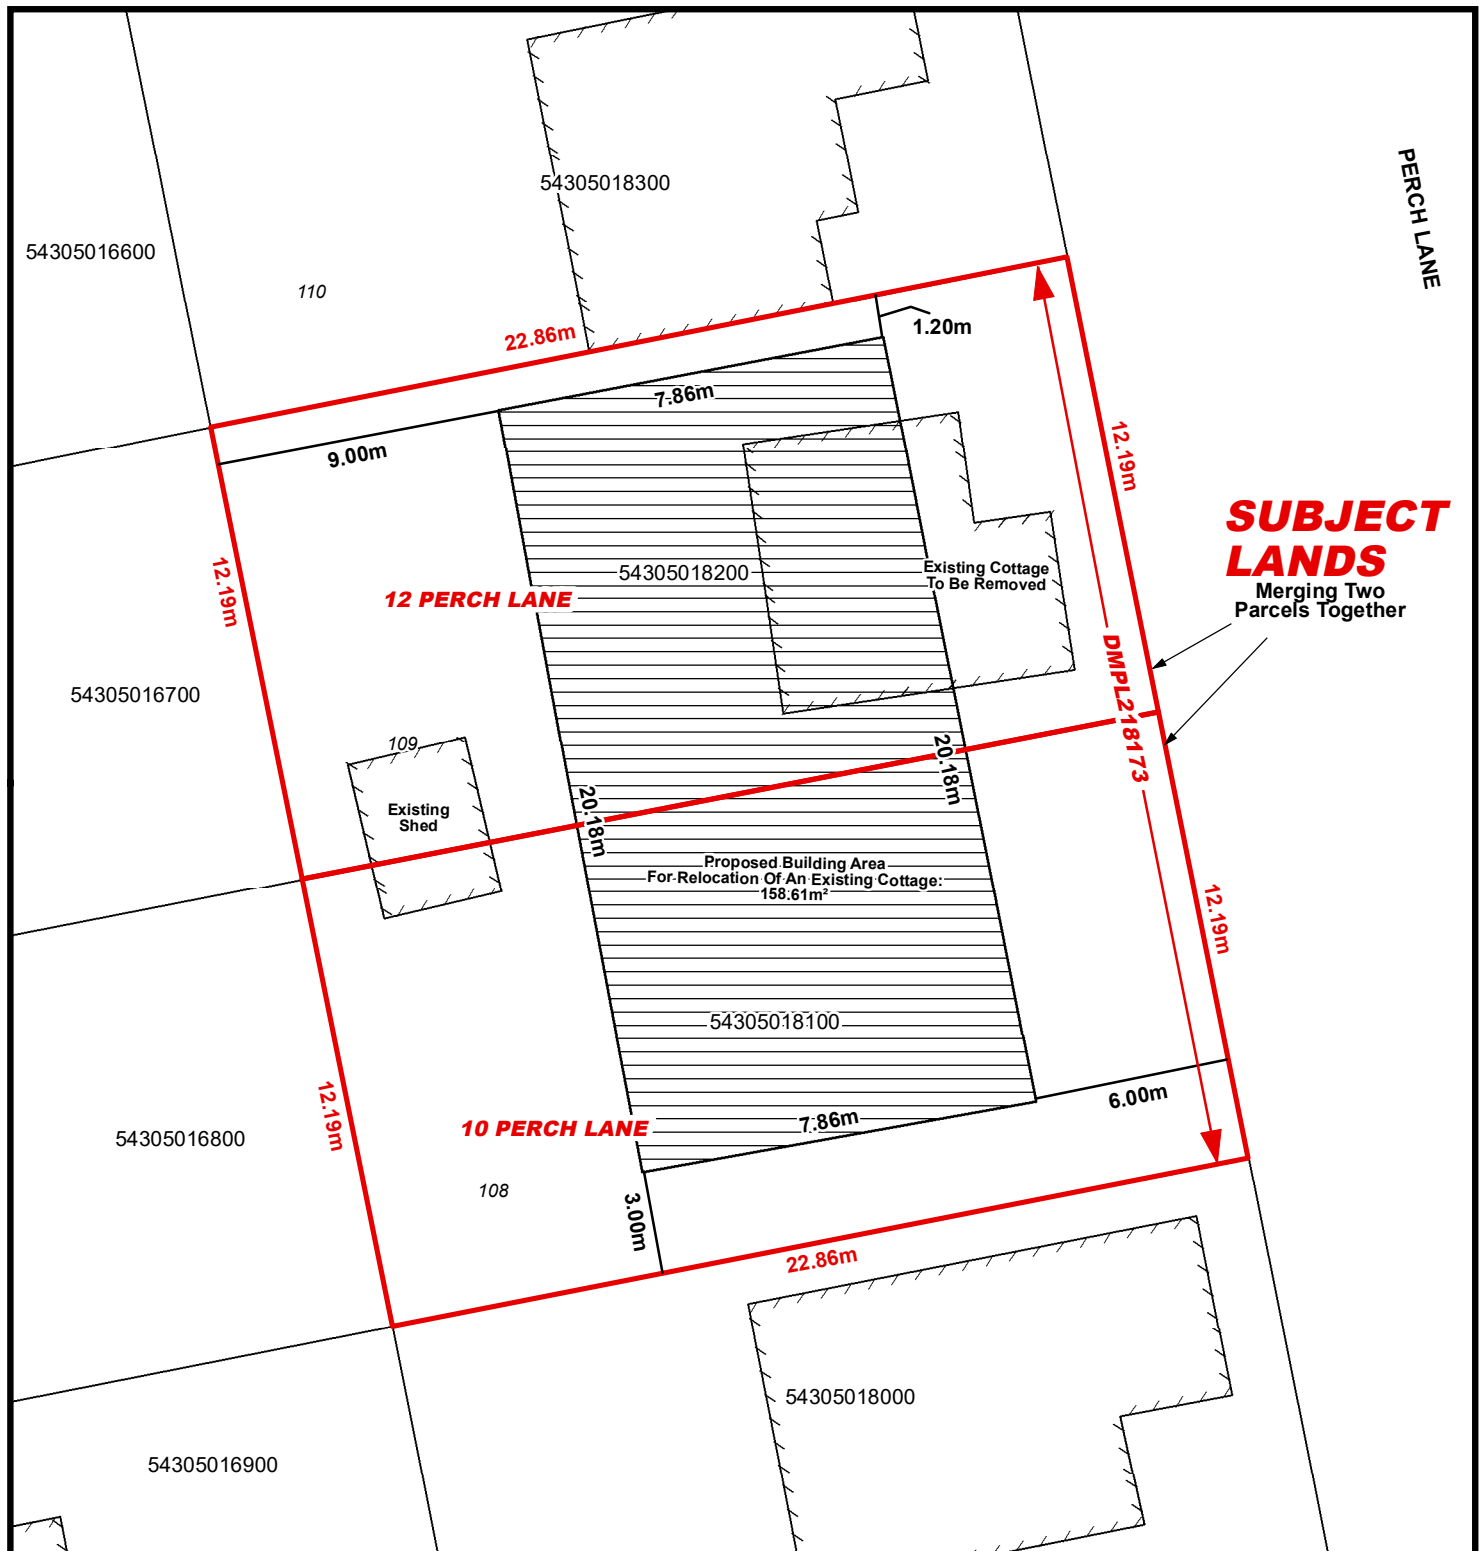 PERCH LANE
54305018300
54305016600
110
22.86m
1.20m
7.86m
9.00m
12.19m
SUBJECT
LANDS
Merging Two
Parcels Together
12.19m
54305018200
Existing Cottage
To Be Removed
12 PERCH LANE
DMPL218173
54305016700
109
20.18m
Existing
Shed
20.18m
Proposed Building Area
For Relocation Of An Existing Cottage:
158.61m²
12.19m
54305018100
12.19m
6.00m
7.86m
10 PERCH LANE
54305016800
108
3.00m
22.86m
54305018000
54305016900